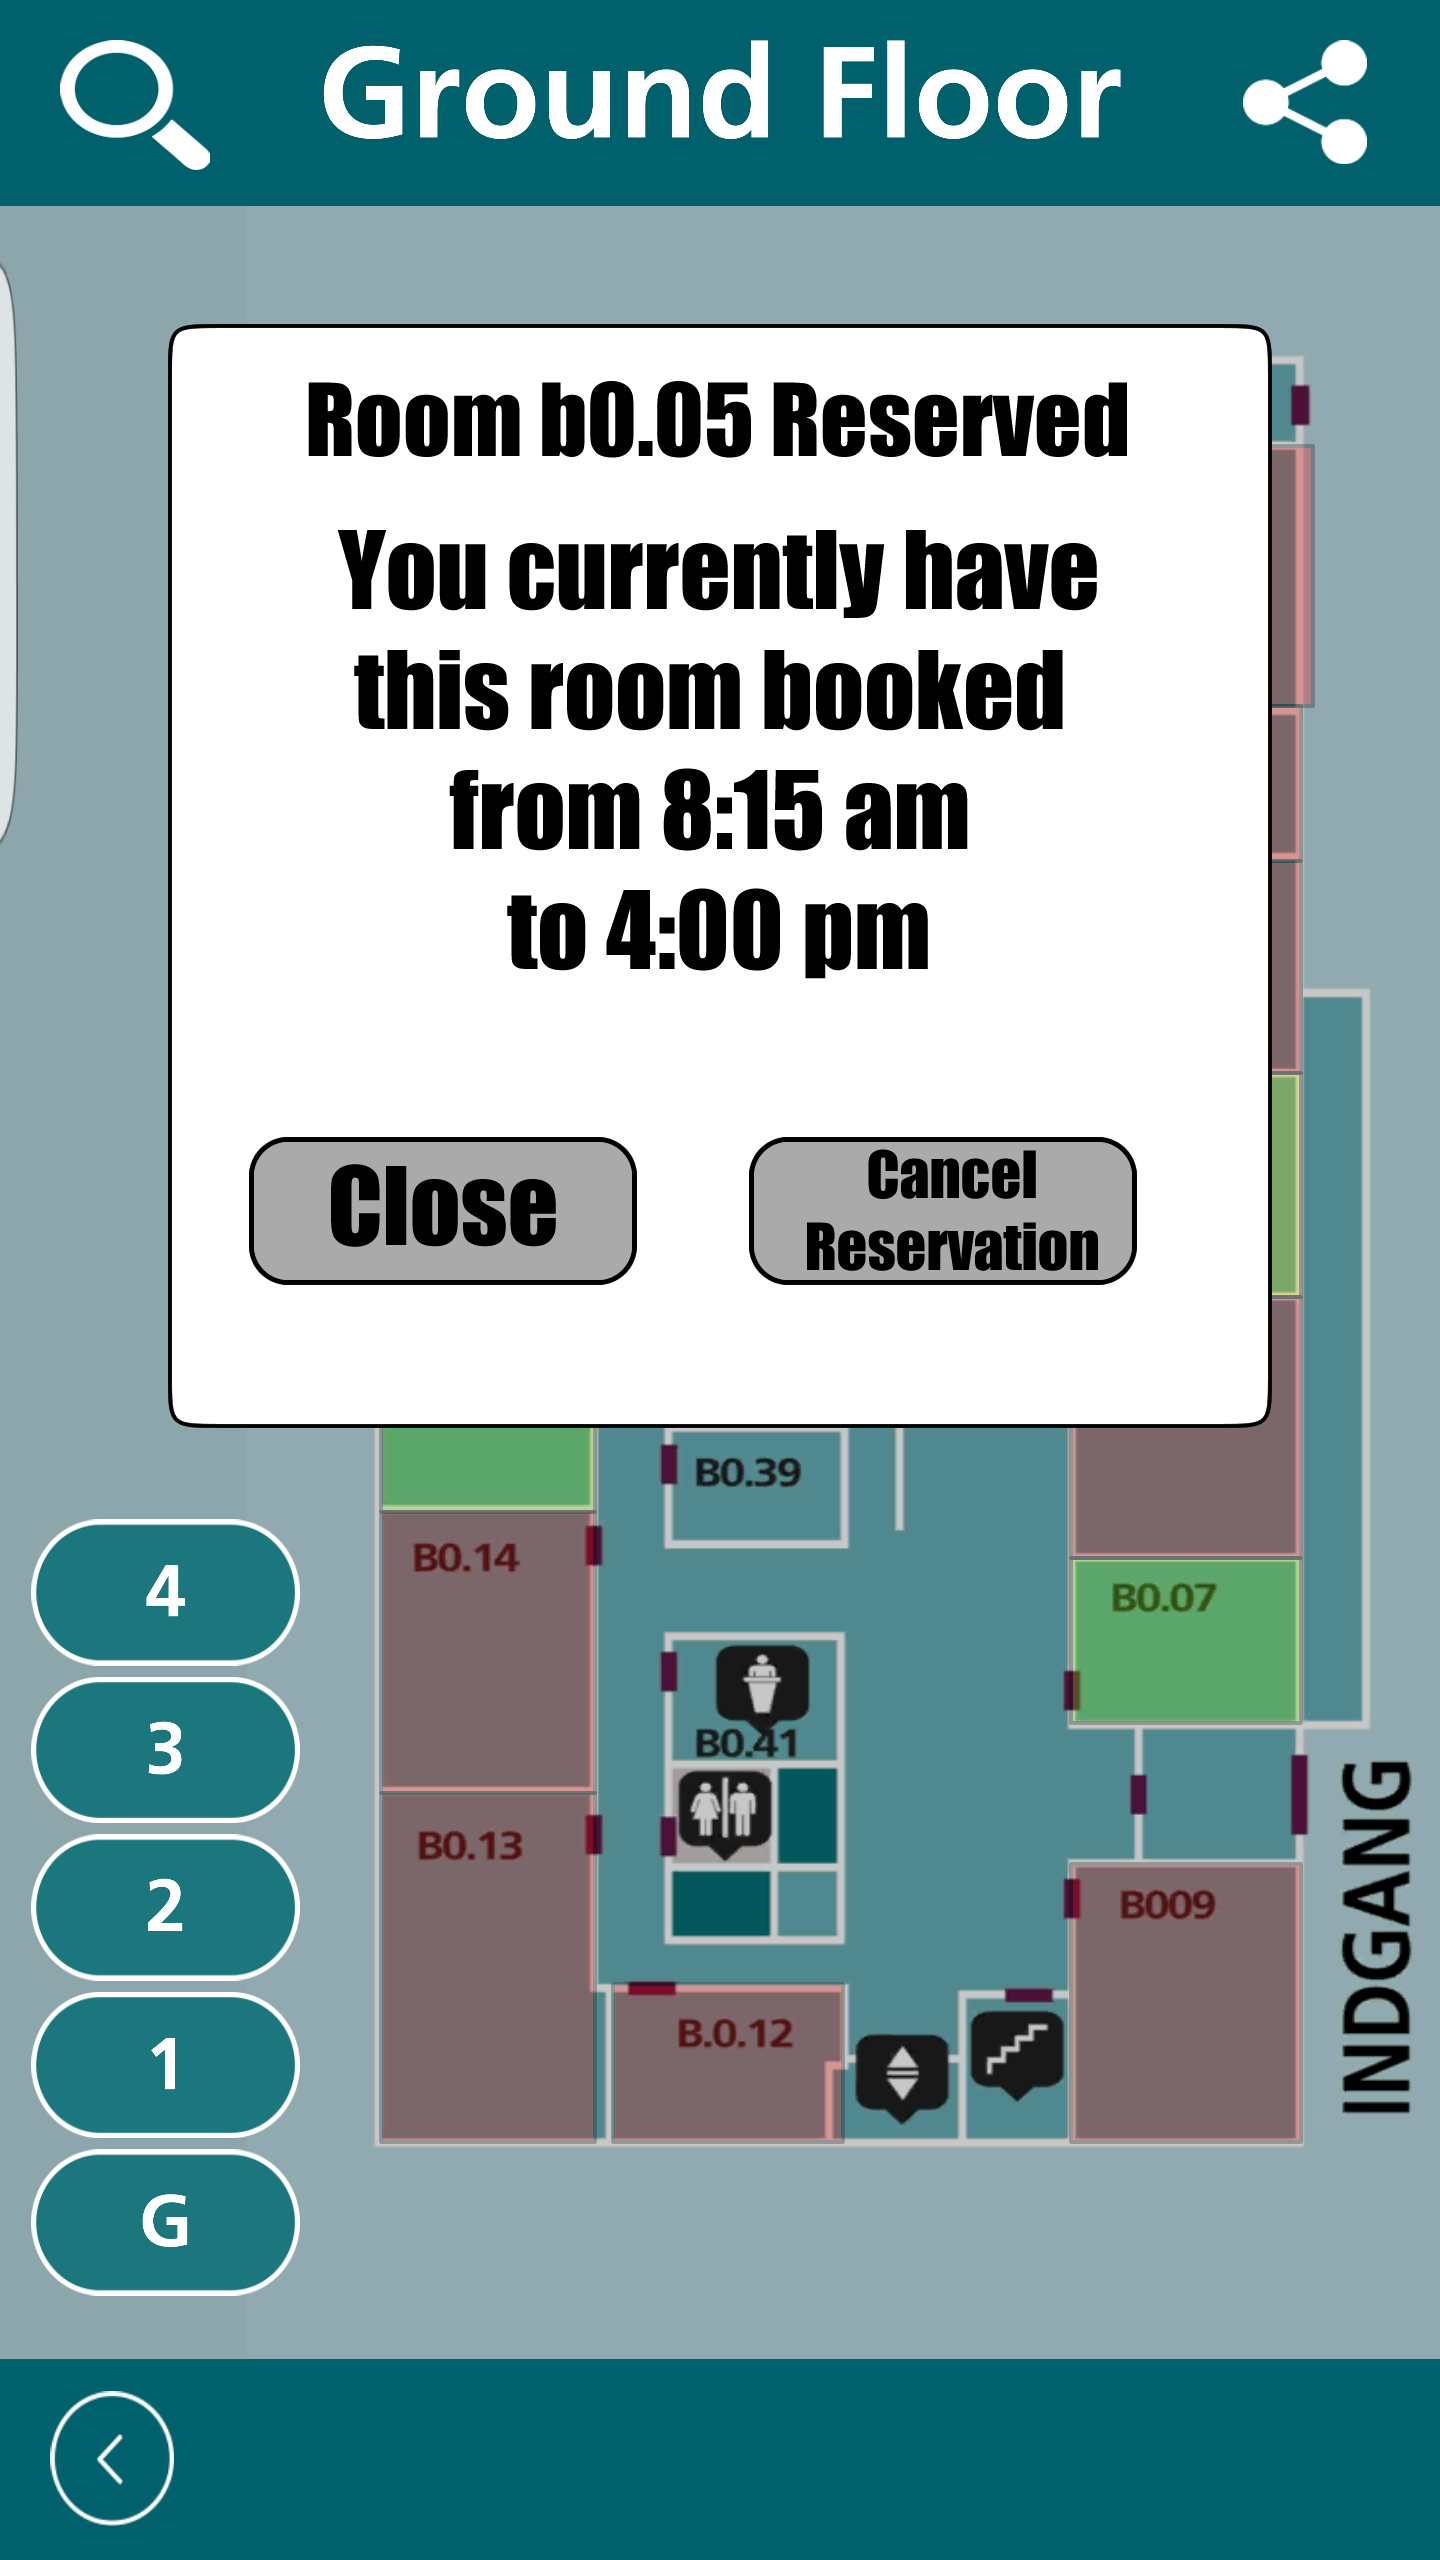 Ground Floor
Room b0.05 Reserved
You currently have
this room booked
from 8:15 am
to 4:00 pm
Close
Cancel
Reservation
B0.39
B0.14
B0.07
B0.41
B0.13
B009
B.0.12
INDGANG
4
3
2
1
G